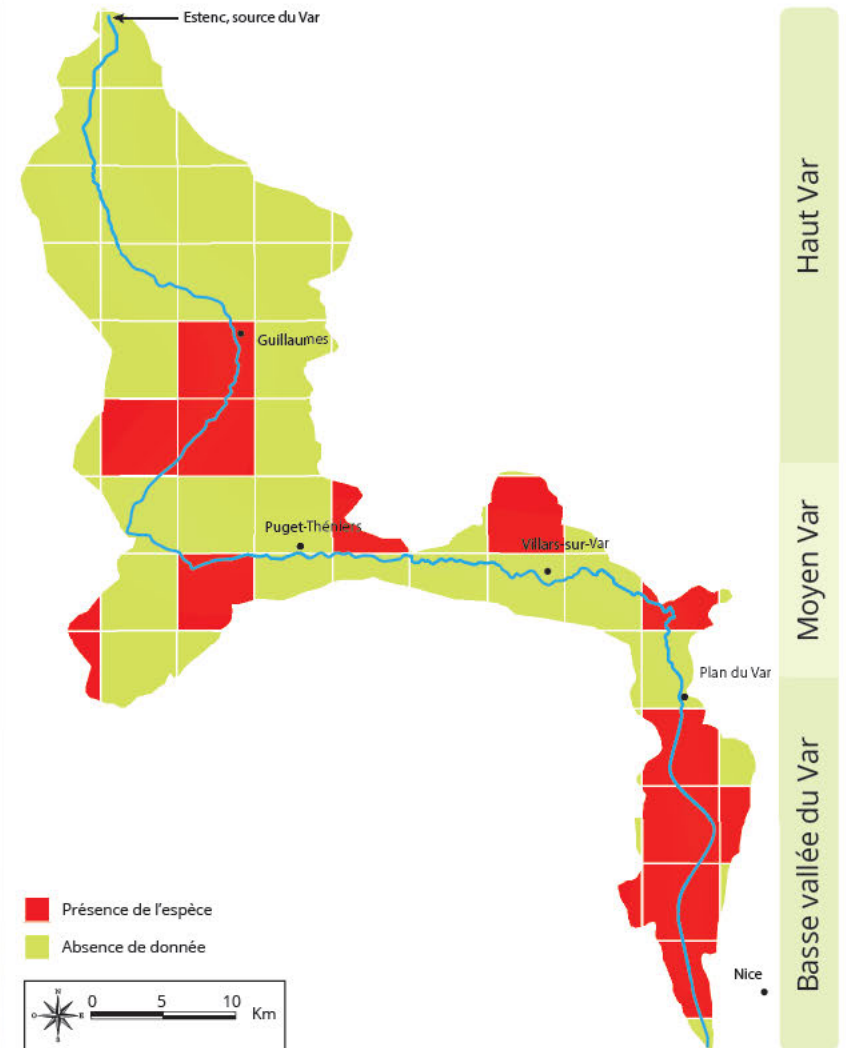 Estenc, source du Var
Haut Var
Guillaumes
Puget-Théniers
Villars-sur-Var
Moyen Var
Plan du Var
Basse vallée du Var
Présence de l'espèce
Absence de donnée
Nice
N
O E
S
0 5 10 Km